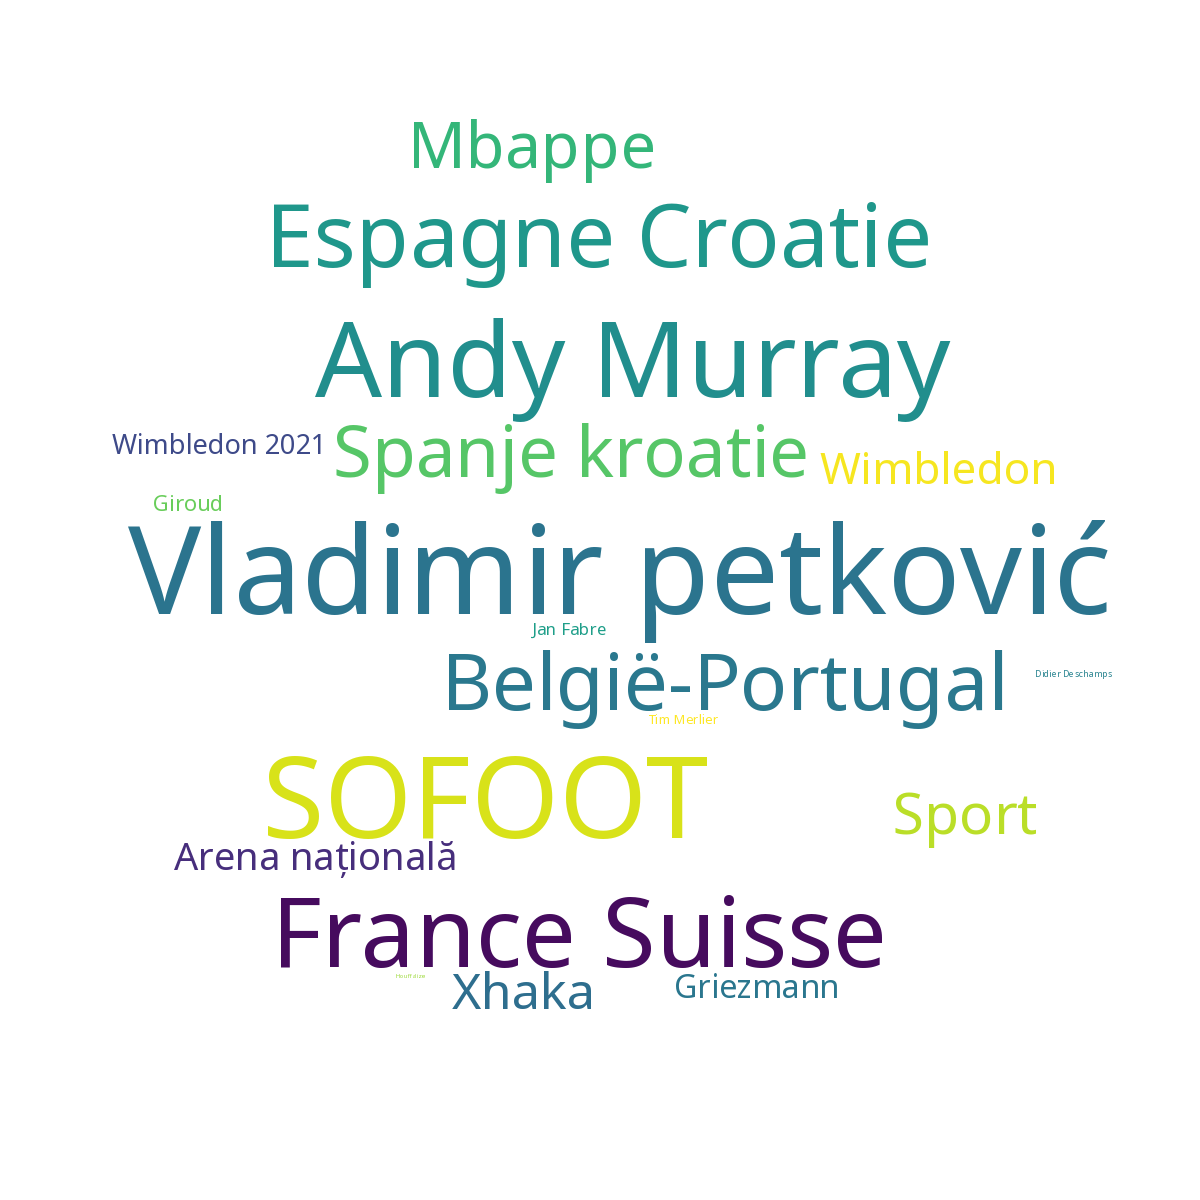 Mbappe
Espagne Croatie
Andy Murray
Wimbledon 2021
Spanje kroatie
Wimbledon
Giroud
Vladimir petković
Jan Fabre
België-Portugal
Didier Deschamps
Tim Merlier
SOFOOT
Sport
Arena națională
France Suisse
Houffalize
Xhaka
Griezmann